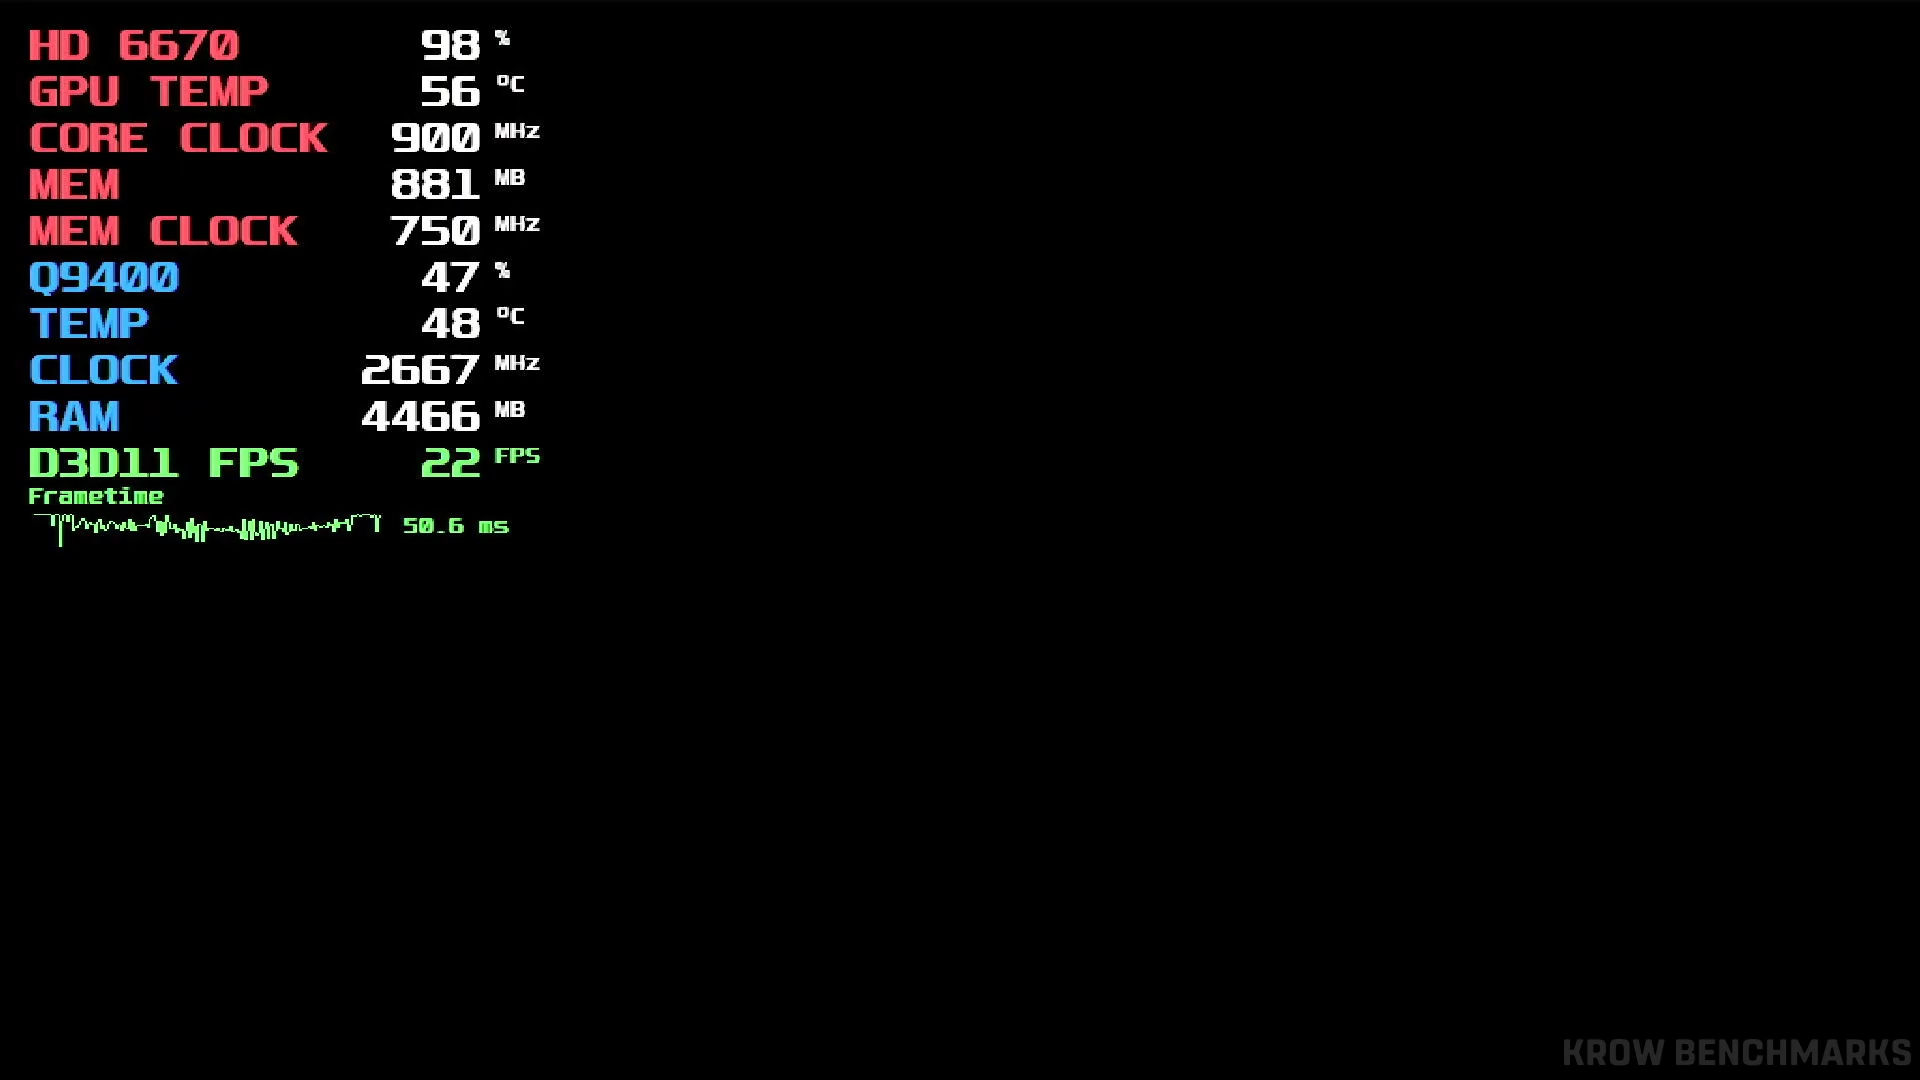 HD 6670 98 %
GPU TEMP 56 °C
CORE CLOCK 900 MHz
MEM 881 MB
MEM CLOCK 750 MHz
Q9400 47 %
TEMP 48 °C
CLOCK 2667 MHz
RAM 4466 MB
D3D11 FPS 22 FPS
Frametime
50.6 ms
KROW BENCHMARKS